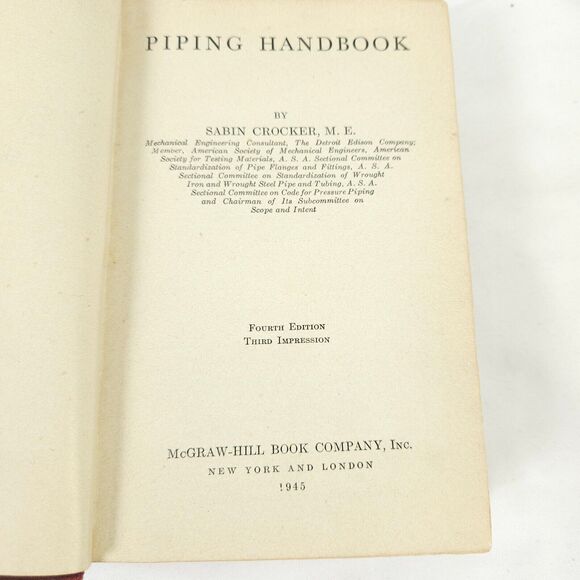 PIPING HANDBOOK
BY
SABIN CROCKER, M. E.
Mechanical Engineering Consultant, The Detroit Edison Company;
Member, American Society of Mechanical Engineers, American
Society for Testing Materials, A. S. A. Sectional Committee on
Standardization of Pipe Flanges and Fittings, A. S. A.
Sectional Committee on Standardization of Wrought
Iron and Wrought Steel Pipe and Tubing, A. S. A.
Sectional Committee on Code for Pressure Piping
and Chairman of Its Subcommittee on
Scope and Intent
FOURTH EDITION
THIRD IMPRESSION
McGRAW-HILL BOOK COMPANY, INC.
NEW YORK AND LONDON
1945